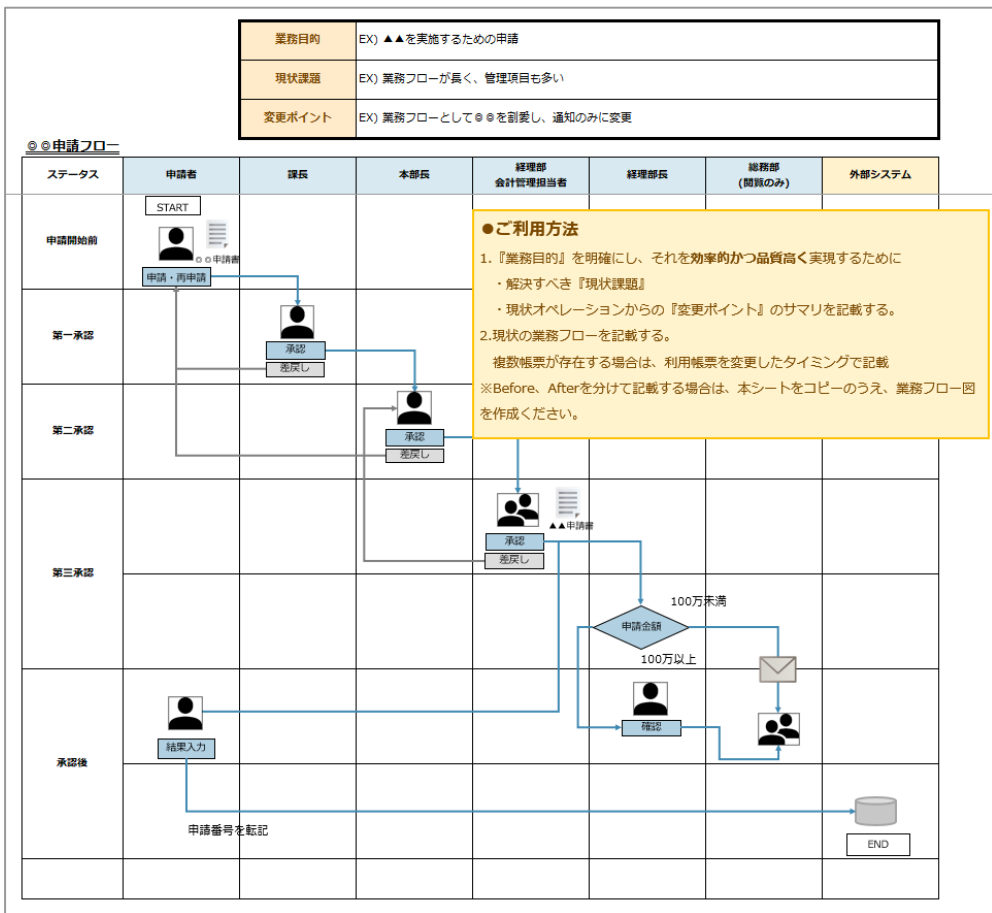 業務目的
EX) ▲▲を実施するための申請
現状課題
EX) 業務フローが長く、管理項目も多い
変更ポイント
EX) 業務フローとして◎◎を割愛し、通知のみに変更
◎◎申請フロー
ステータス
申請者
課長
本部長
経理部
会計管理担当者
経理部長
総務部
(閲覧のみ)
外部システム
申請開始前
START
○○申請書
申請・再申請
●ご利用方法
1.『業務目的』を明確にし、それを効率的かつ品質高く実現するために
・解決すべき『現状課題』
・現状オペレーションからの『変更ポイント』のサマリを記載する。
2.現状の業務フローを記載する。
複数帳票が存在する場合は、利用帳票を変更したタイミングで記載
※Before、Afterを分けて記載する場合は、本シートをコピーのうえ、業務フロー図
を作成ください。
第一承認
承認
差戻し
第二承認
承認
差戻し
第三承認
▲▲申請書
承認
差戻し
100万未満
申請金額
100万以上
承認後
結果入力
確認
申請番号を転記
END